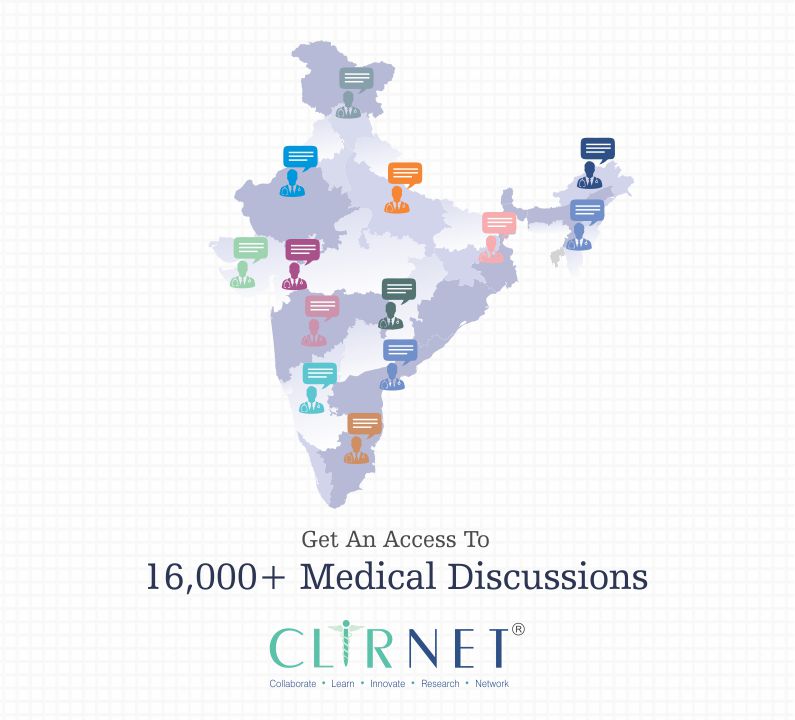 Get An Access To
16,000+ Medical Discussions
CLIRNET®
Collaborate • Learn • Innovate • Research • Network